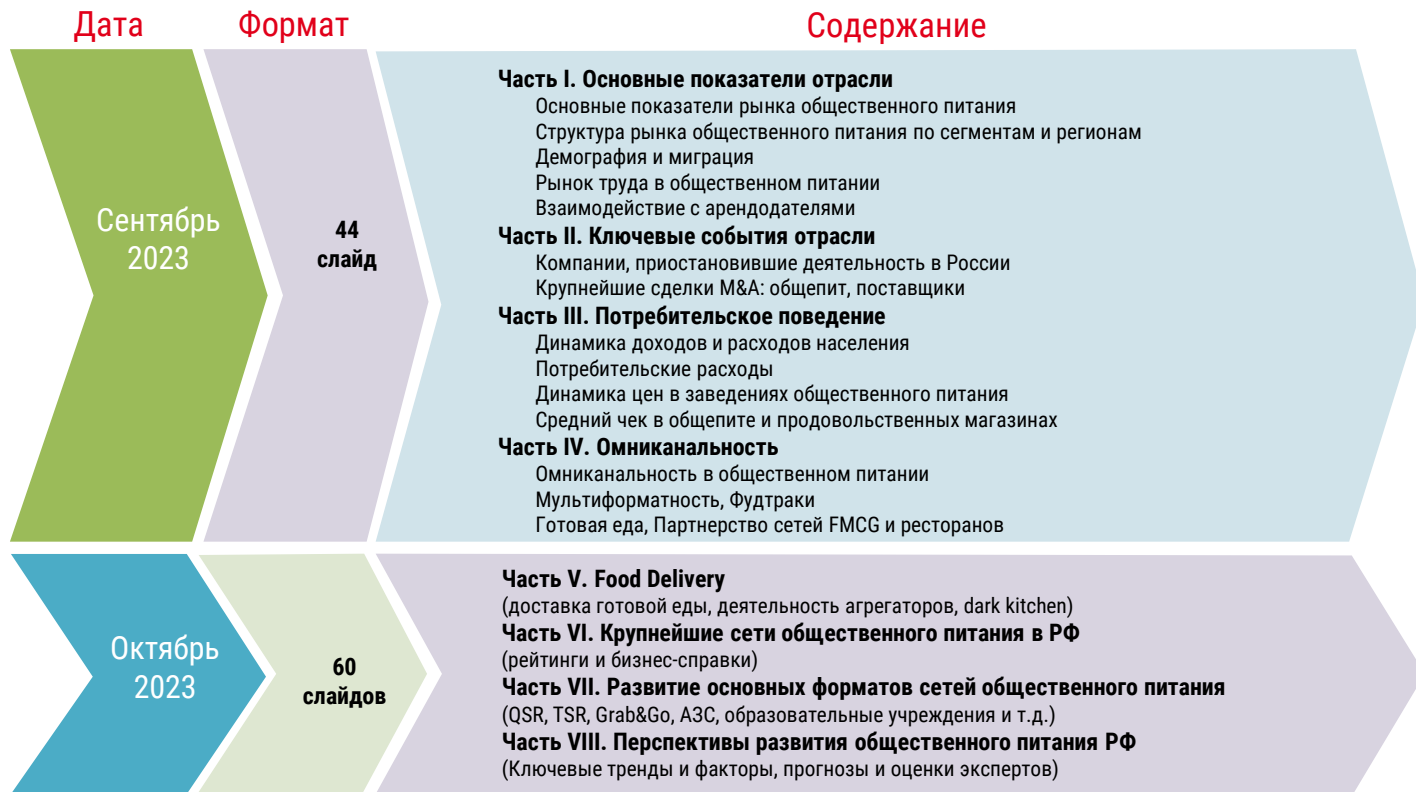 Дата
Формат
Содержание
Сентябрь
2023
44
слайд
Часть I. Основные показатели отрасли
Основные показатели рынка общественного питания
Структура рынка общественного питания по сегментам и регионам
Демография и миграция
Рынок труда в общественном питании
Взаимодействие с арендодателями
Часть II. Ключевые события отрасли
Компании, приостановившие деятельность в России
Крупнейшие сделки M&A: общепит, поставщики
Часть III. Потребительское поведение
Динамика доходов и расходов населения
Потребительские расходы
Динамика цен в заведениях общественного питания
Средний чек в общепите и продовольственных магазинах
Часть IV. Омниканальность
Омниканальность в общественном питании
Мультиформатность, Фудтраки
Готовая еда, Партнерство сетей FMCG и ресторанов
Октябрь
2023
60
слайдов
Часть V. Food Delivery
(доставка готовой еды, деятельность агрегаторов, dark kitchen)
Часть VI. Крупнейшие сети общественного питания в РФ
(рейтинги и бизнес-справки)
Часть VII. Развитие основных форматов сетей общественного питания
(QSR, TSR, Grab&Go, АЗС, образовательные учреждения и т.д.)
Часть VIII. Перспективы развития общественного питания РФ
(Ключевые тренды и факторы, прогнозы и оценки экспертов)